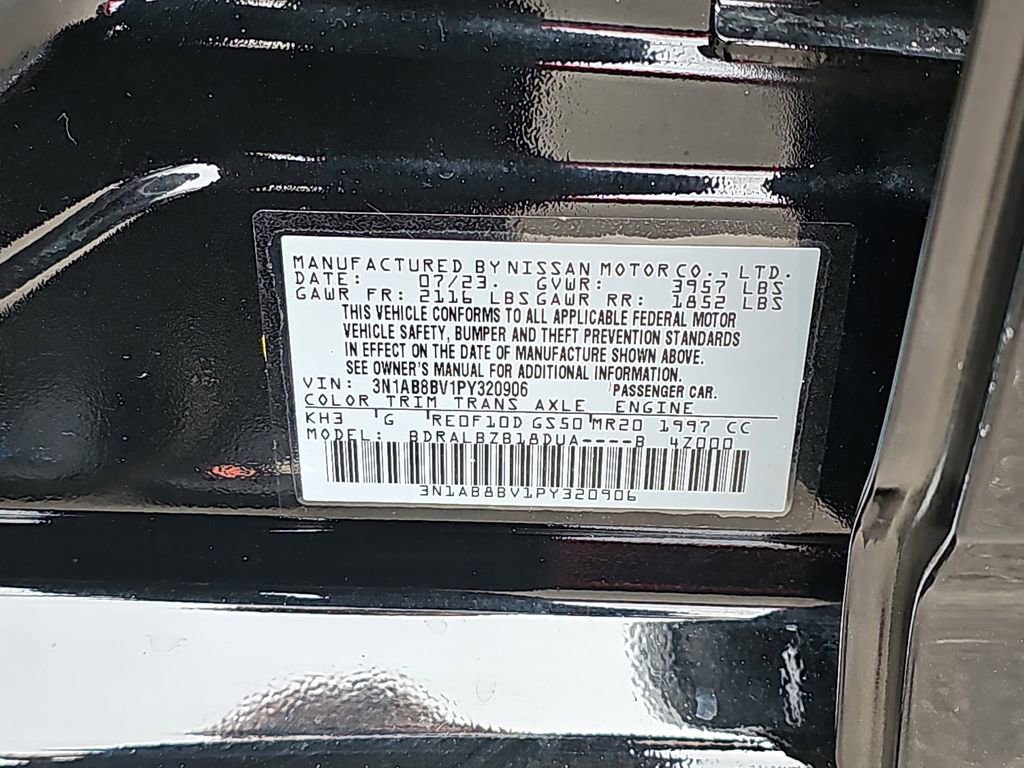 MANUFACTURED BY NISSAN MOTOR CO., LTD.
DATE: 07/23. GVWR: 3957 LBS
GAWR FR: 2116 LBS GAWR RR: 1852 LBS
THIS VEHICLE CONFORMS TO ALL APPLICABLE FEDERAL MOTOR
VEHICLE SAFETY, BUMPER AND THEFT PREVENTION STANDARDS
IN EFFECT ON THE DATE OF MANUFACTURE SHOWN ABOVE.
SEE OWNER'S MANUAL FOR ADDITIONAL INFORMATION.
VIN: 3N1AB8BV1PY320906 PASSENGER CAR.
COLOR TRIM TRANS AXLE ENGINE
KH3 G RE0F10D GS50 MR20 1997 CC
MODEL: BDRALBZB18DUA----B 4Z000
3N1AB8BV1PY320906